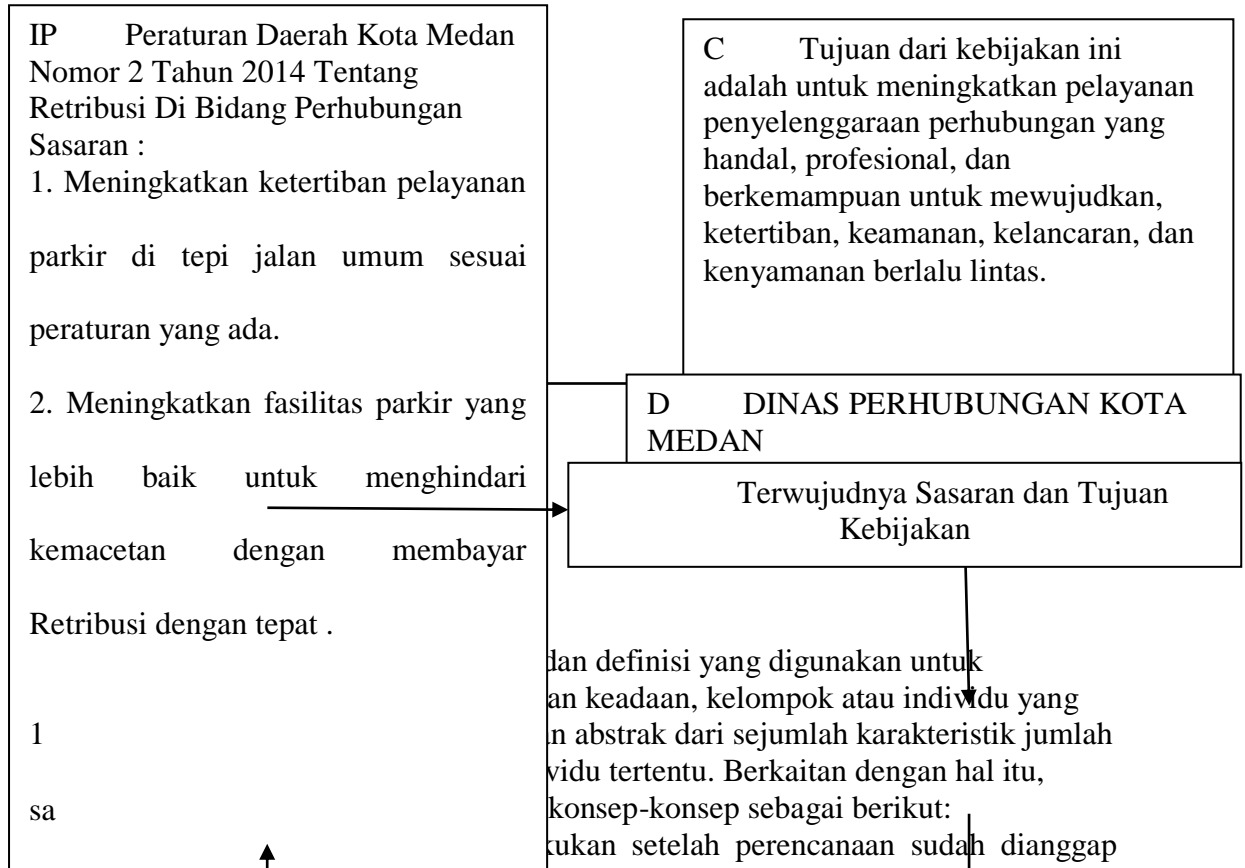 IP Peraturan Daerah Kota Medan
Nomor 2 Tahun 2014 Tentang
Retribusi Di Bidang Perhubungan
Sasaran :
1. Meningkatkan ketertiban pelayanan
parkir di tepi jalan umum sesuai
peraturan yang ada.
2. Meningkatkan fasilitas parkir yang
lebih baik untuk menghindari
kemacetan dengan membayar
Retribusi dengan tepat .
1
sa
C Tujuan dari kebijakan ini
adalah untuk meningkatkan pelayanan
penyelenggaraan perhubungan yang
handal, profesional, dan
berkemampuan untuk mewujudkan,
ketertiban, keamanan, kelancaran, dan
kenyamanan berlalu lintas.
D DINAS PERHUBUNGAN KOTA
MEDAN
Terwujudnya Sasaran dan Tujuan
Kebijakan
dan definisi yang digunakan untuk
an keadaan, kelompok atau individu yang
n abstrak dari sejumlah karakteristik jumlah
vidu tertentu. Berkaitan dengan hal itu,
konsep-konsep sebagai berikut:
kukan setelah perencanaan sudah dianggap